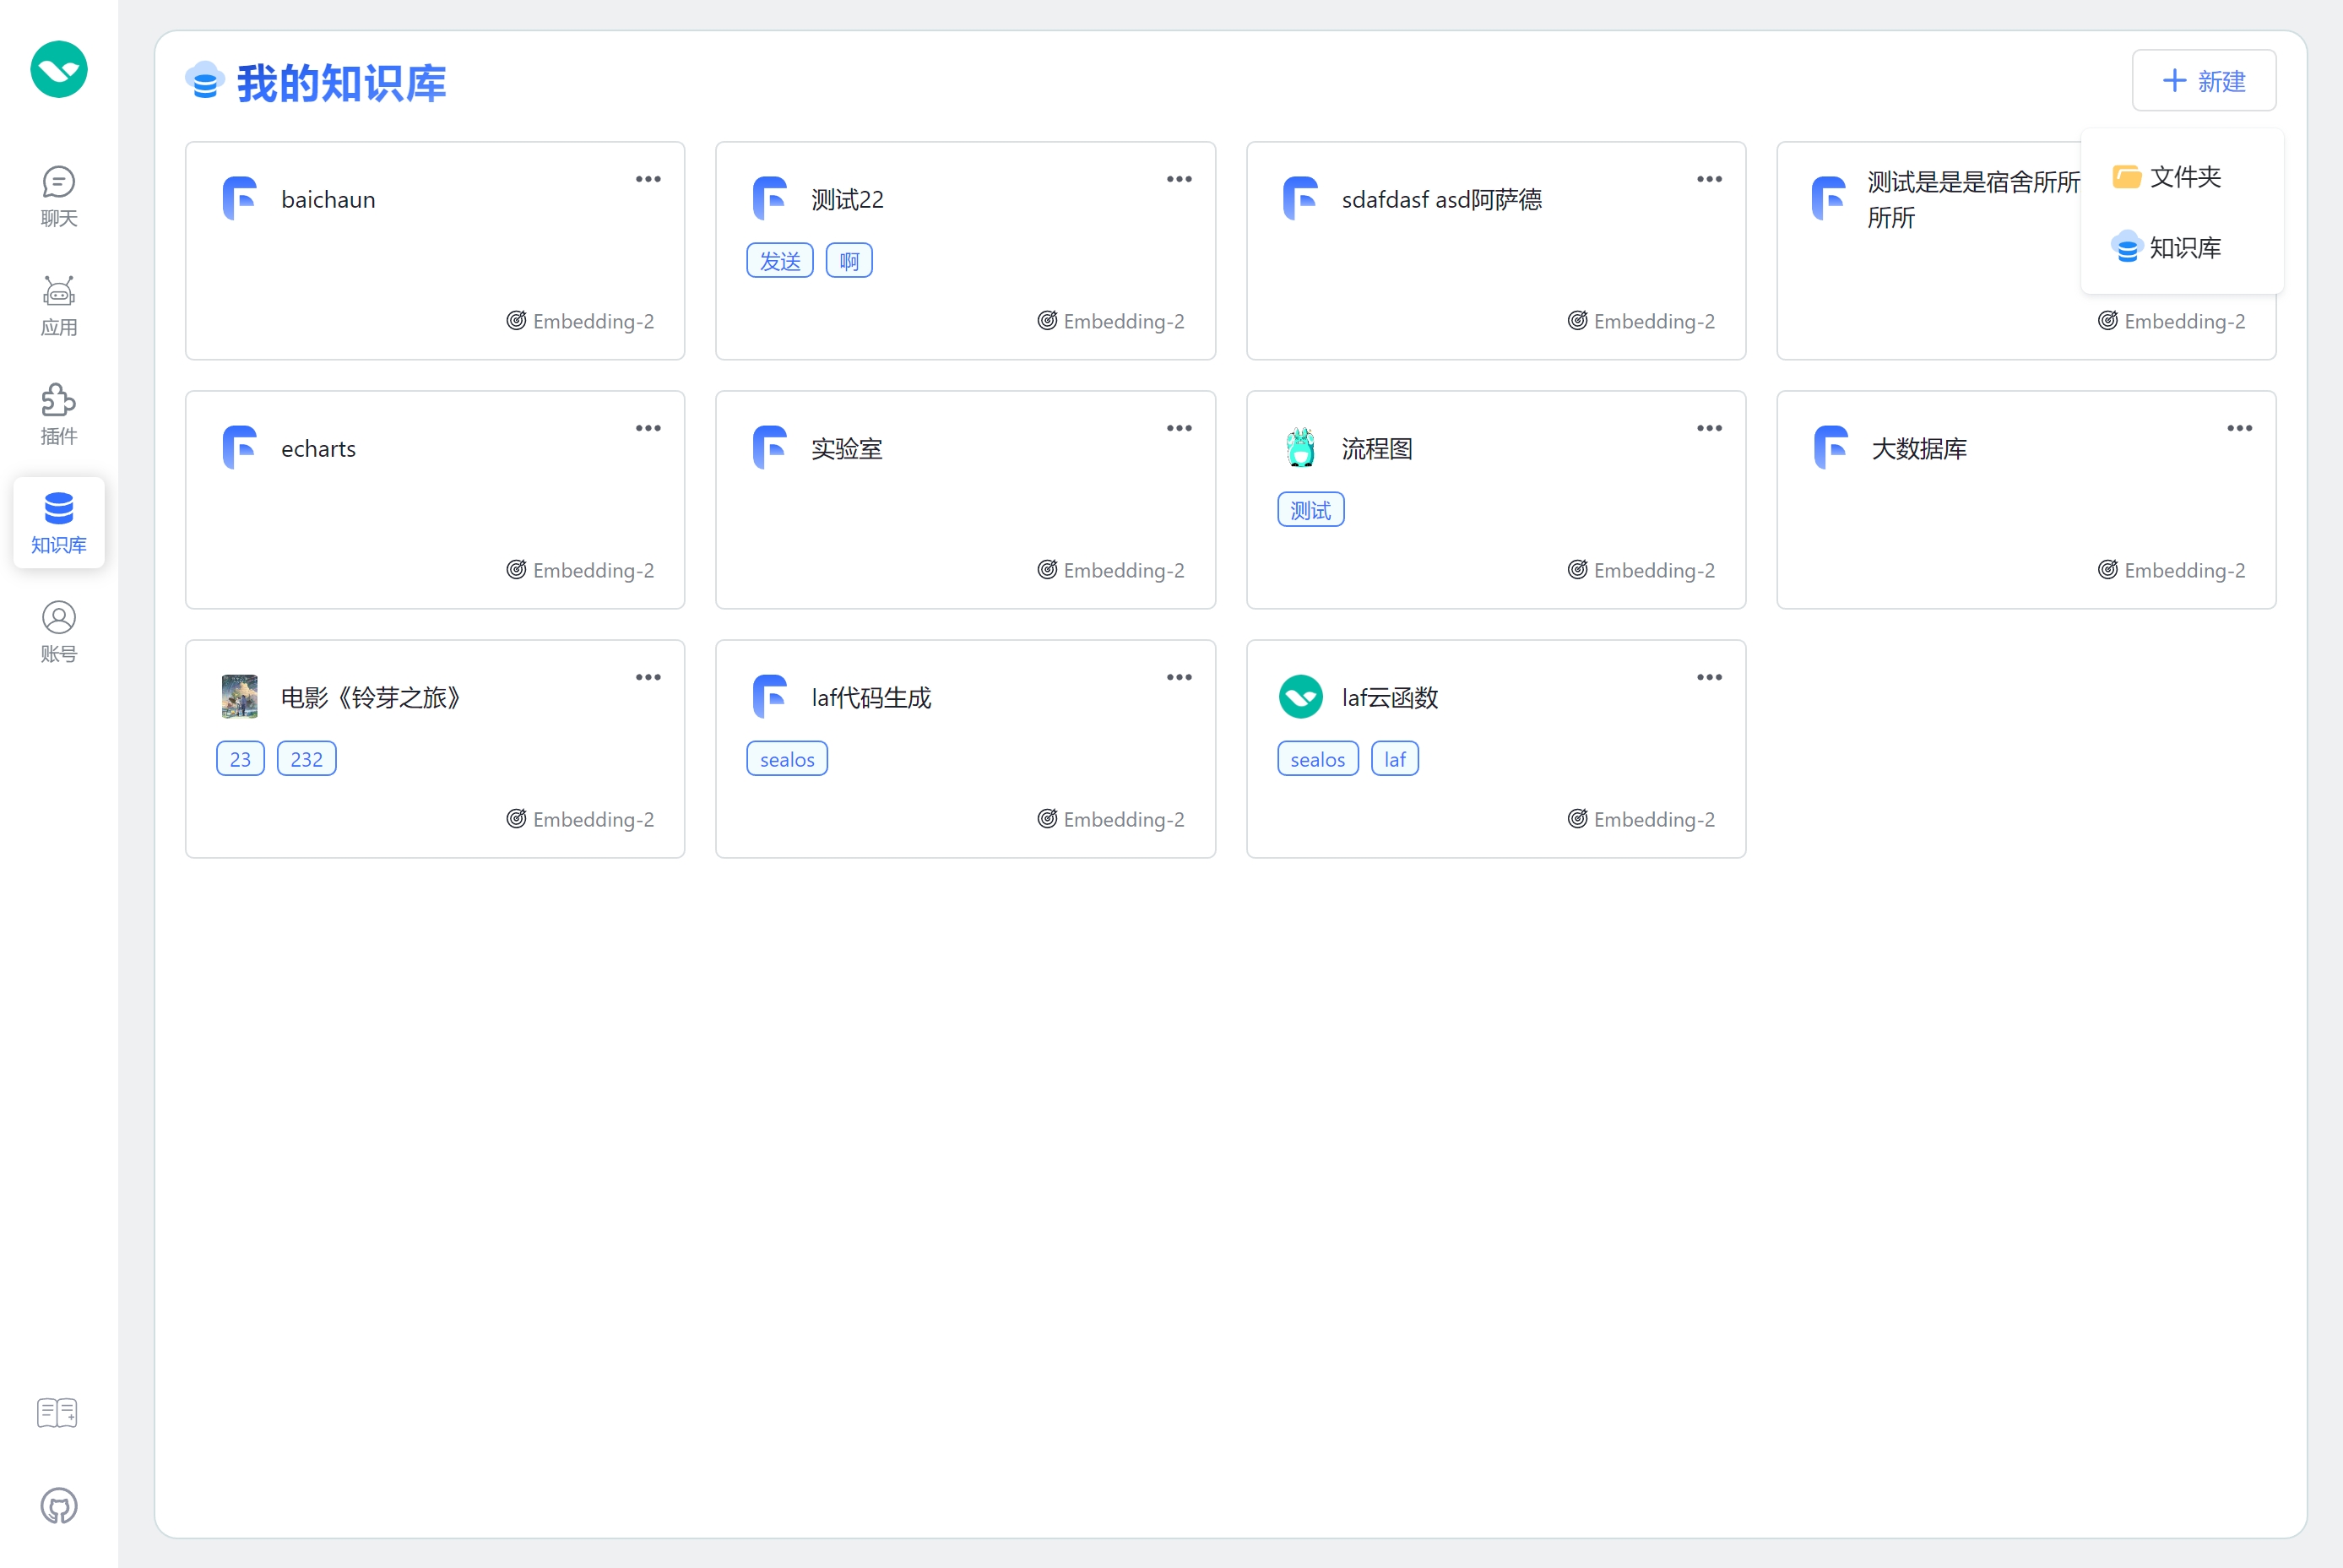 我的知识库
新建
文件夹
知识库
聊天
应用
插件
知识库
账号
baichaun
Embedding-2
测试22
发送 啊
Embedding-2
sdafdasf asd阿萨德
Embedding-2
测试是是是宿舍所所
所所
Embedding-2
echarts
Embedding-2
实验室
Embedding-2
流程图
测试
Embedding-2
大数据库
Embedding-2
电影《铃芽之旅》
23 232
Embedding-2
laf代码生成
sealos
Embedding-2
laf云函数
sealos laf
Embedding-2